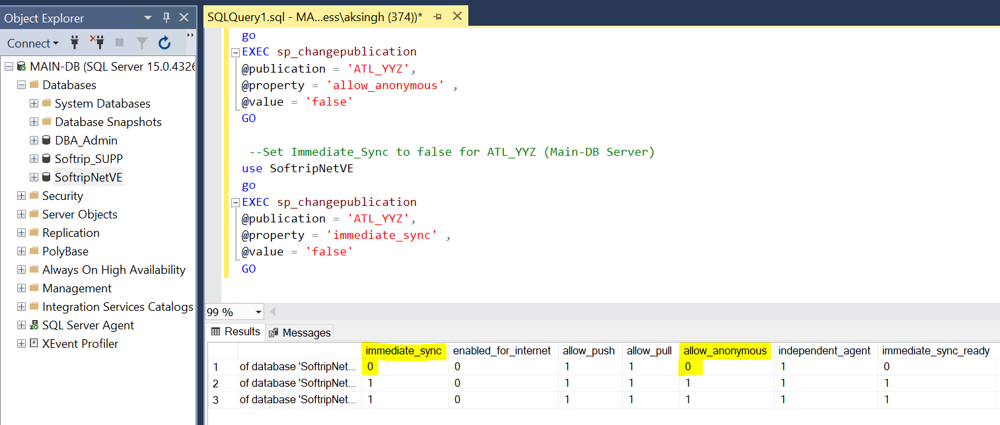 Object Explorer
Connect
MAIN-DB (SQL Server 15.0.4326
Databases
System Databases
Database Snapshots
DBA_Admin
Softrip_SUPP
SoftripNetVE
Security
Server Objects
Replication
PolyBase
Always On High Availability
Management
Integration Services Catalogs
SQL Server Agent
XEvent Profiler
SQLQuery1.sql - MA...ess\aksingh (374))*
go
EXEC sp_changepublication
@publication = 'ATL_YYZ',
@property = 'allow_anonymous' ,
@value = 'false'
GO
--Set Immediate_Sync to false for ATL_YYZ (Main-DB Server)
use SoftripNetVE
go
EXEC sp_changepublication
@publication = 'ATL_YYZ',
@property = 'immediate_sync' ,
@value = 'false'
GO
99 %
Results Messages
immediate_sync enabled_for_internet allow_push allow_pull allow_anonymous independent_agent immediate_sync_ready
1 of database 'SoftripNet... 0 0 1 1 0 1 0
2 of database 'SoftripNet... 1 0 1 1 1 1 1
3 of database 'SoftripNet... 1 0 1 1 1 1 1